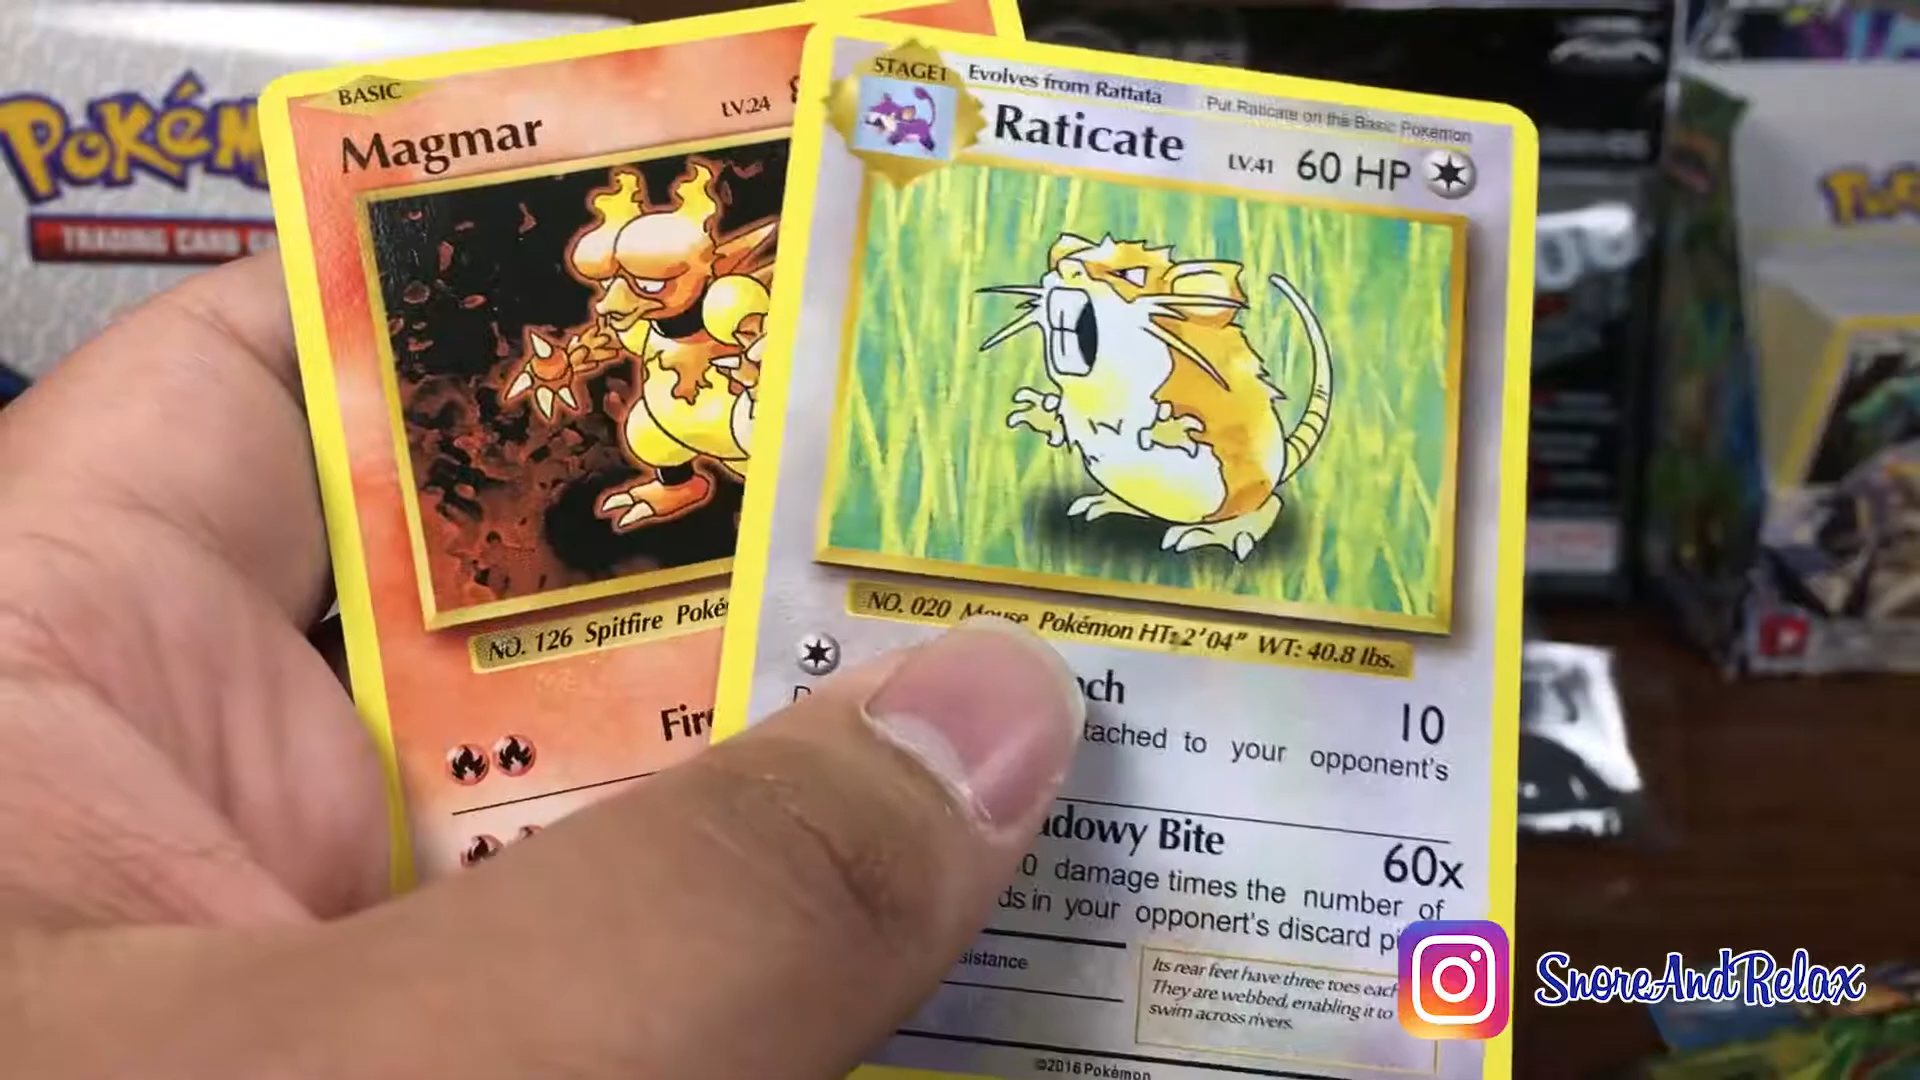 Pokém
TRADING CARD G
BASIC
Magmar
LV.24
NO. 126 Spitfire Poké
Fire
STAGE1
Evolves from Rattata
Put Raticate on the Basic Pokémon
Raticate
LV.41 60 HP
NO. 020 Mouse Pokémon HT: 2'04" WT: 40.8 lbs.
ch
10
tached to your opponent's
dowy Bite
60x
0 damage times the number of
ds in your opponert's discard pi
sistance
Its rear feet have three toes each
They are webbed, enabling it to
swim across rivers.
©2016 Pokémon
SnoreAndRelax